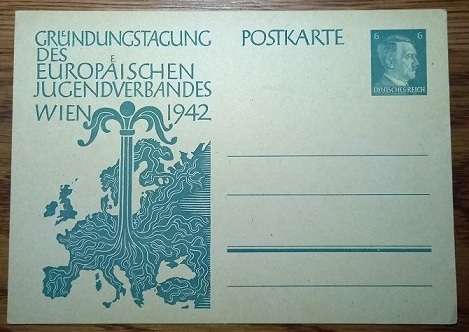 GRÜNDUNGSTAGUNG
DES
EUROPÄISCHEN
JUGENDVERBANDES
WIEN 1942
POSTKARTE
6 6
DEUTSCHES REICH